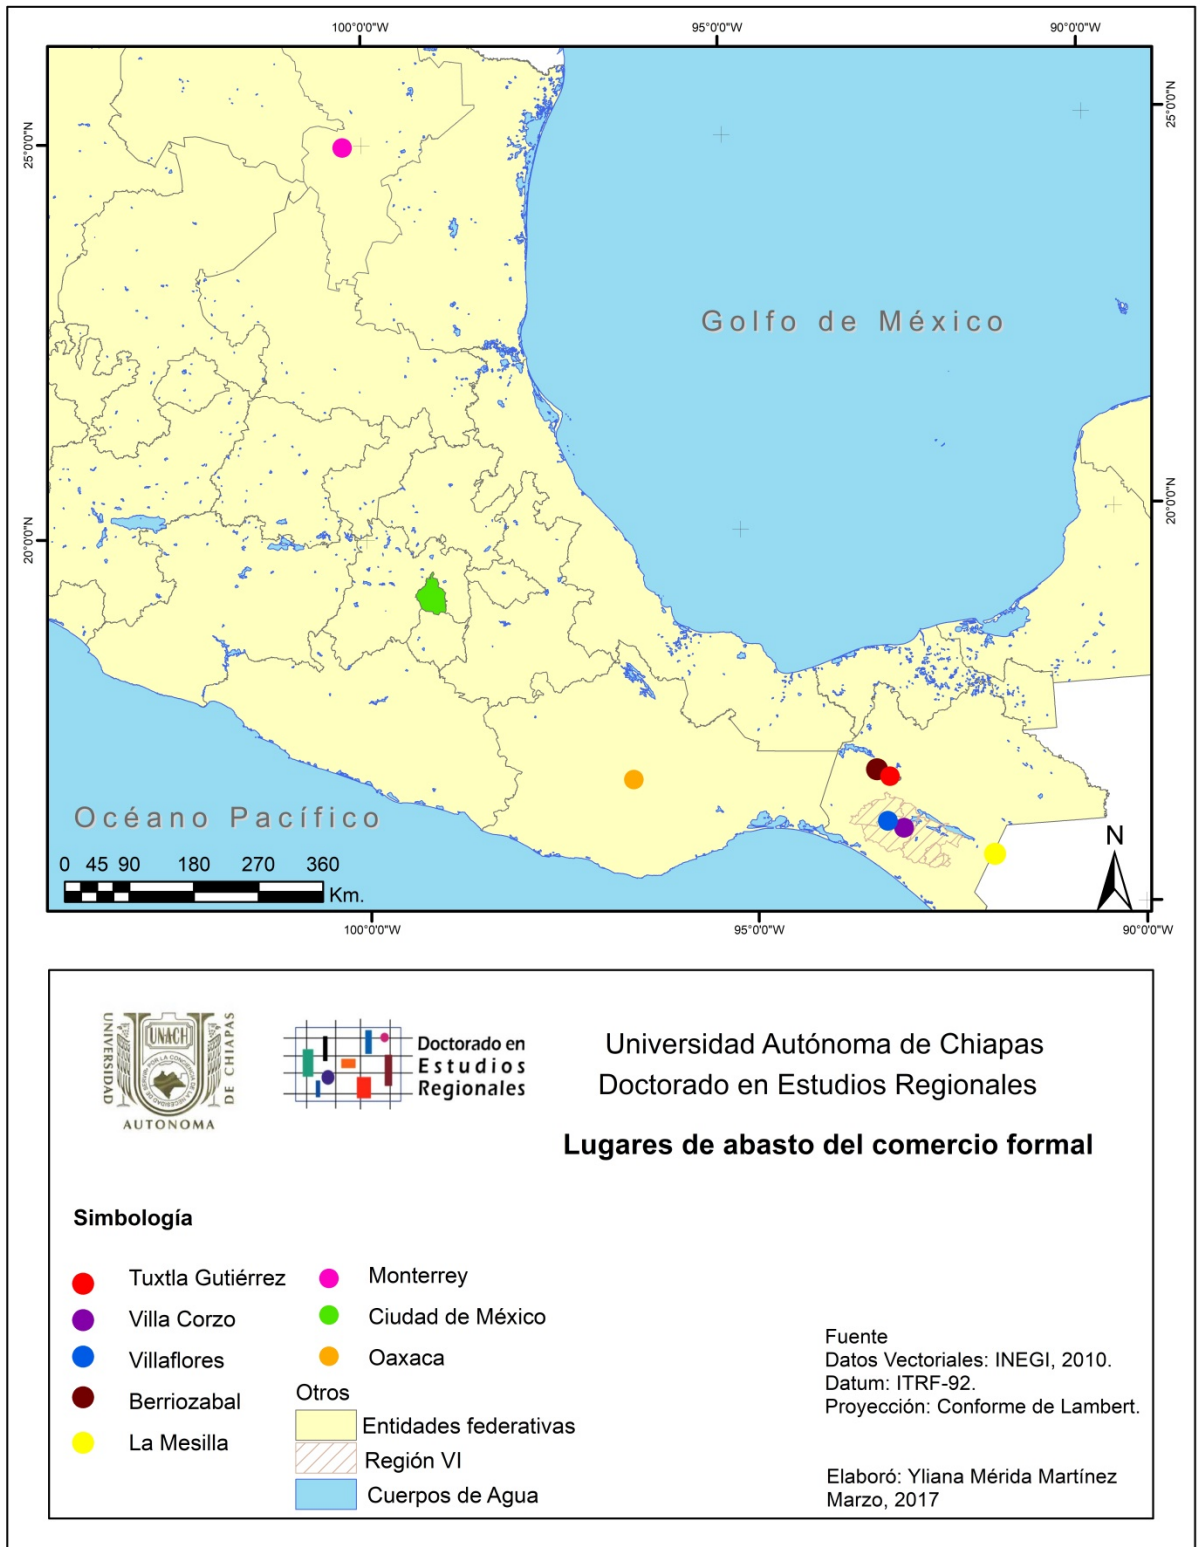 100°0'0"W
95°0'0"W
90°0'0"W
25°0'0"N
25°0'0"N
20°0'0"N
20°0'0"N
Golfo de México
Océano Pacífico
0 45 90 180 270 360
Km.
N
100°0'0"W
95°0'0"W
90°0'0"W
UNIVERSIDAD
UNACH
DE CHIAPAS
AUTONOMA
Doctorado en
Estudios
Regionales
Universidad Autónoma de Chiapas
Doctorado en Estudios Regionales
Lugares de abasto del comercio formal
Simbología
Tuxtla Gutiérrez
Villa Corzo
Villaflores
Berriozabal
La Mesilla
Monterrey
Ciudad de México
Oaxaca
Otros
Entidades federativas
Región VI
Cuerpos de Agua
Fuente
Datos Vectoriales: INEGI, 2010.
Datum: ITRF-92.
Proyección: Conforme de Lambert.
Elaboró: Yliana Mérida Martínez
Marzo, 2017